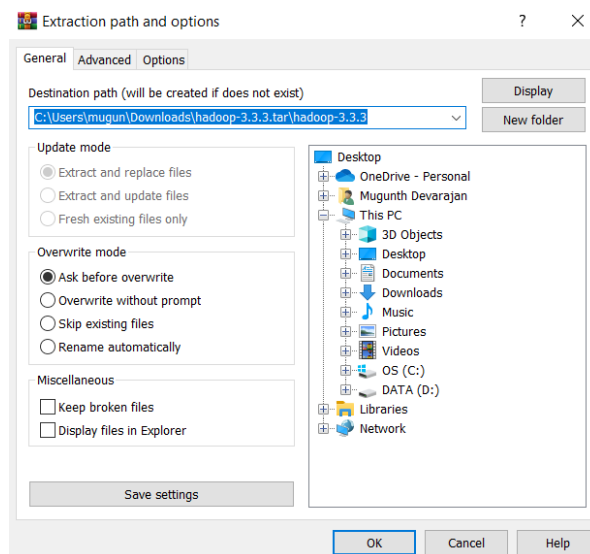 Extraction path and options
?
General
Advanced
Options
Destination path (will be created if does not exist)
Display
C:\Users\mugun\Downloads\hadoop-3.3.3.tar\hadoop-3.3.3
New folder
Update mode
Extract and replace files
Extract and update files
Fresh existing files only
Overwrite mode
Ask before overwrite
Overwrite without prompt
Skip existing files
Rename automatically
Miscellaneous
Keep broken files
Display files in Explorer
Save settings
Desktop
OneDrive - Personal
Mugunth Devarajan
This PC
3D Objects
Desktop
Documents
Downloads
Music
Pictures
Videos
OS (C:)
DATA (D:)
Libraries
Network
OK
Cancel
Help